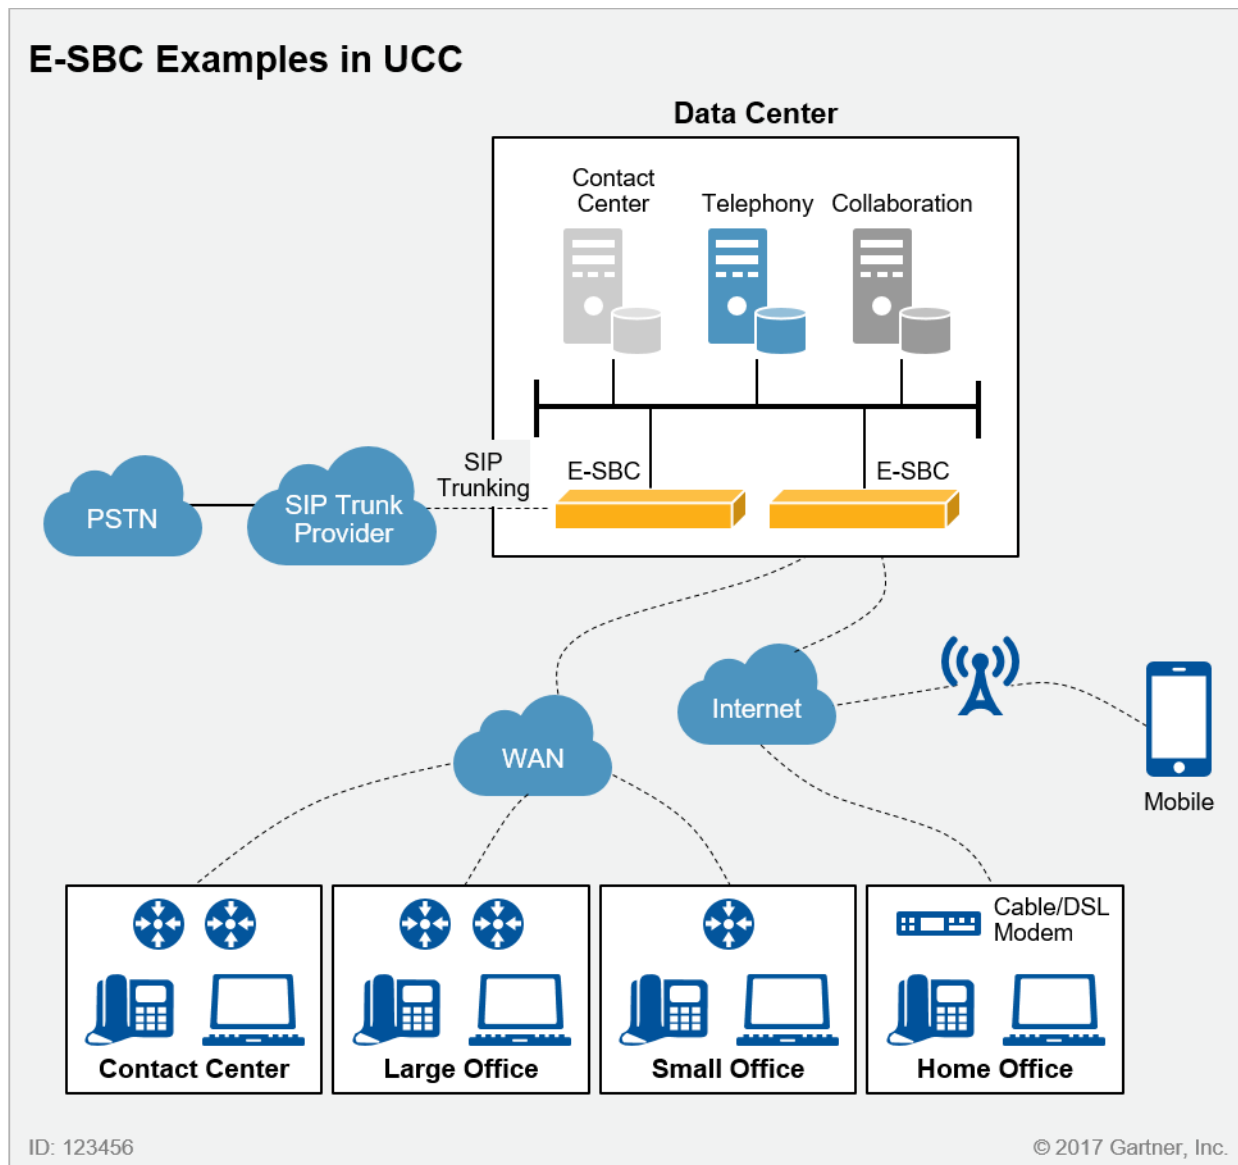 E-SBC Examples in UCC
Data Center
Contact
Center
Telephony
Collaboration
SIP
Trunking
E-SBC
E-SBC
PSTN
SIP Trunk
Provider
Internet
WAN
Mobile
Cable/DSL
Modem
Contact Center
Large Office
Small Office
Home Office
ID: 123456
© 2017 Gartner, Inc.